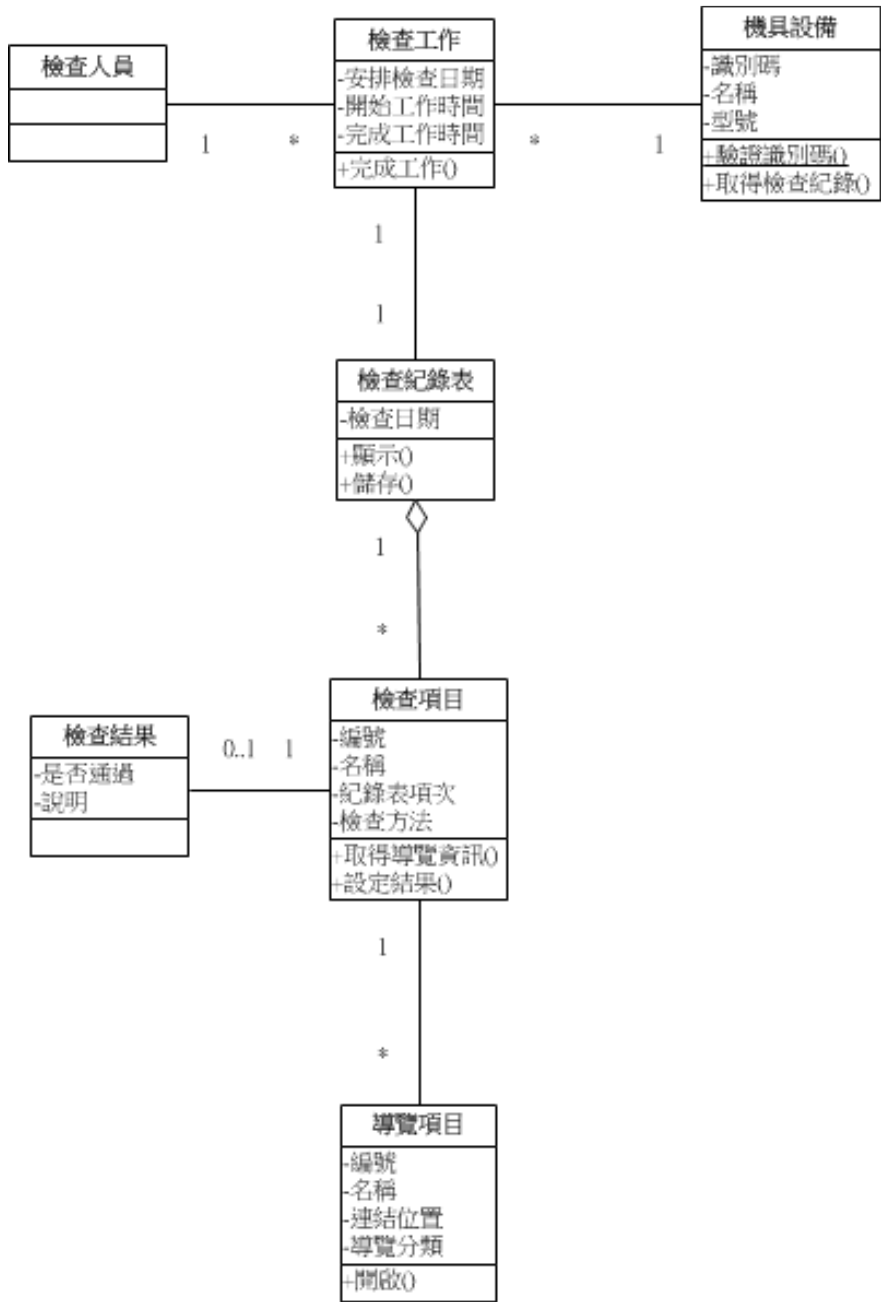 檢查人員
1
*
檢查工作
-安排檢查日期
-開始工作時間
-完成工作時間
+完成工作()
*
1
機具設備
-識別碼
-名稱
-型號
+驗證識別碼()
+取得檢查紀錄()
1
1
檢查紀錄表
-檢查日期
+顯示()
+儲存()
1
*
檢查結果
-是否通過
-說明
0..1
1
檢查項目
-編號
-名稱
-紀錄表項次
-檢查方法
+取得導覽資訊()
+設定結果()
1
*
導覽項目
-編號
-名稱
-連結位置
-導覽分類
+開啟()